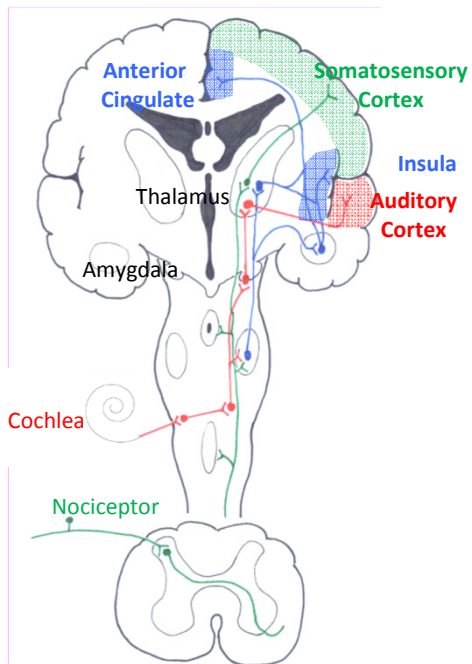 Anterior
Cingulate
Somatosensory
Cortex
Insula
Thalamus
Auditory
Cortex
Amygdala
Cochlea
Nociceptor